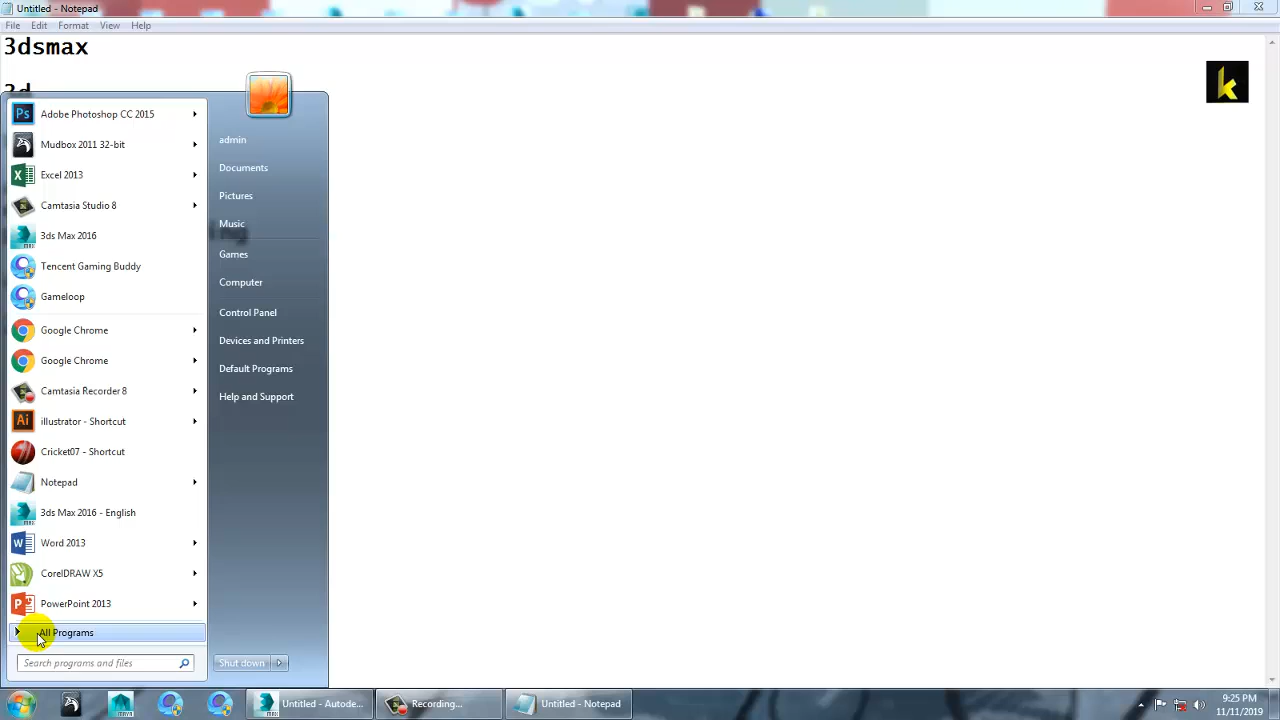 Untitled - Notepad
File Edit Format View Help
3dsmax
3d
Ps Adobe Photoshop CC 2015
Mudbox 2011 32-bit
Excel 2013
Camtasia Studio 8
3ds Max 2016
Tencent Gaming Buddy
Gameloop
Google Chrome
Google Chrome
Camtasia Recorder 8
Ai illustrator - Shortcut
Cricket07 - Shortcut
Notepad
3ds Max 2016 - English
Word 2013
CorelDRAW X5
PowerPoint 2013
All Programs
Search programs and files
admin
Documents
Pictures
Music
Games
Computer
Control Panel
Devices and Printers
Default Programs
Help and Support
Shut down
k
Untitled - Autode...
Recording...
Untitled - Notepad
9:25 PM
11/11/2019